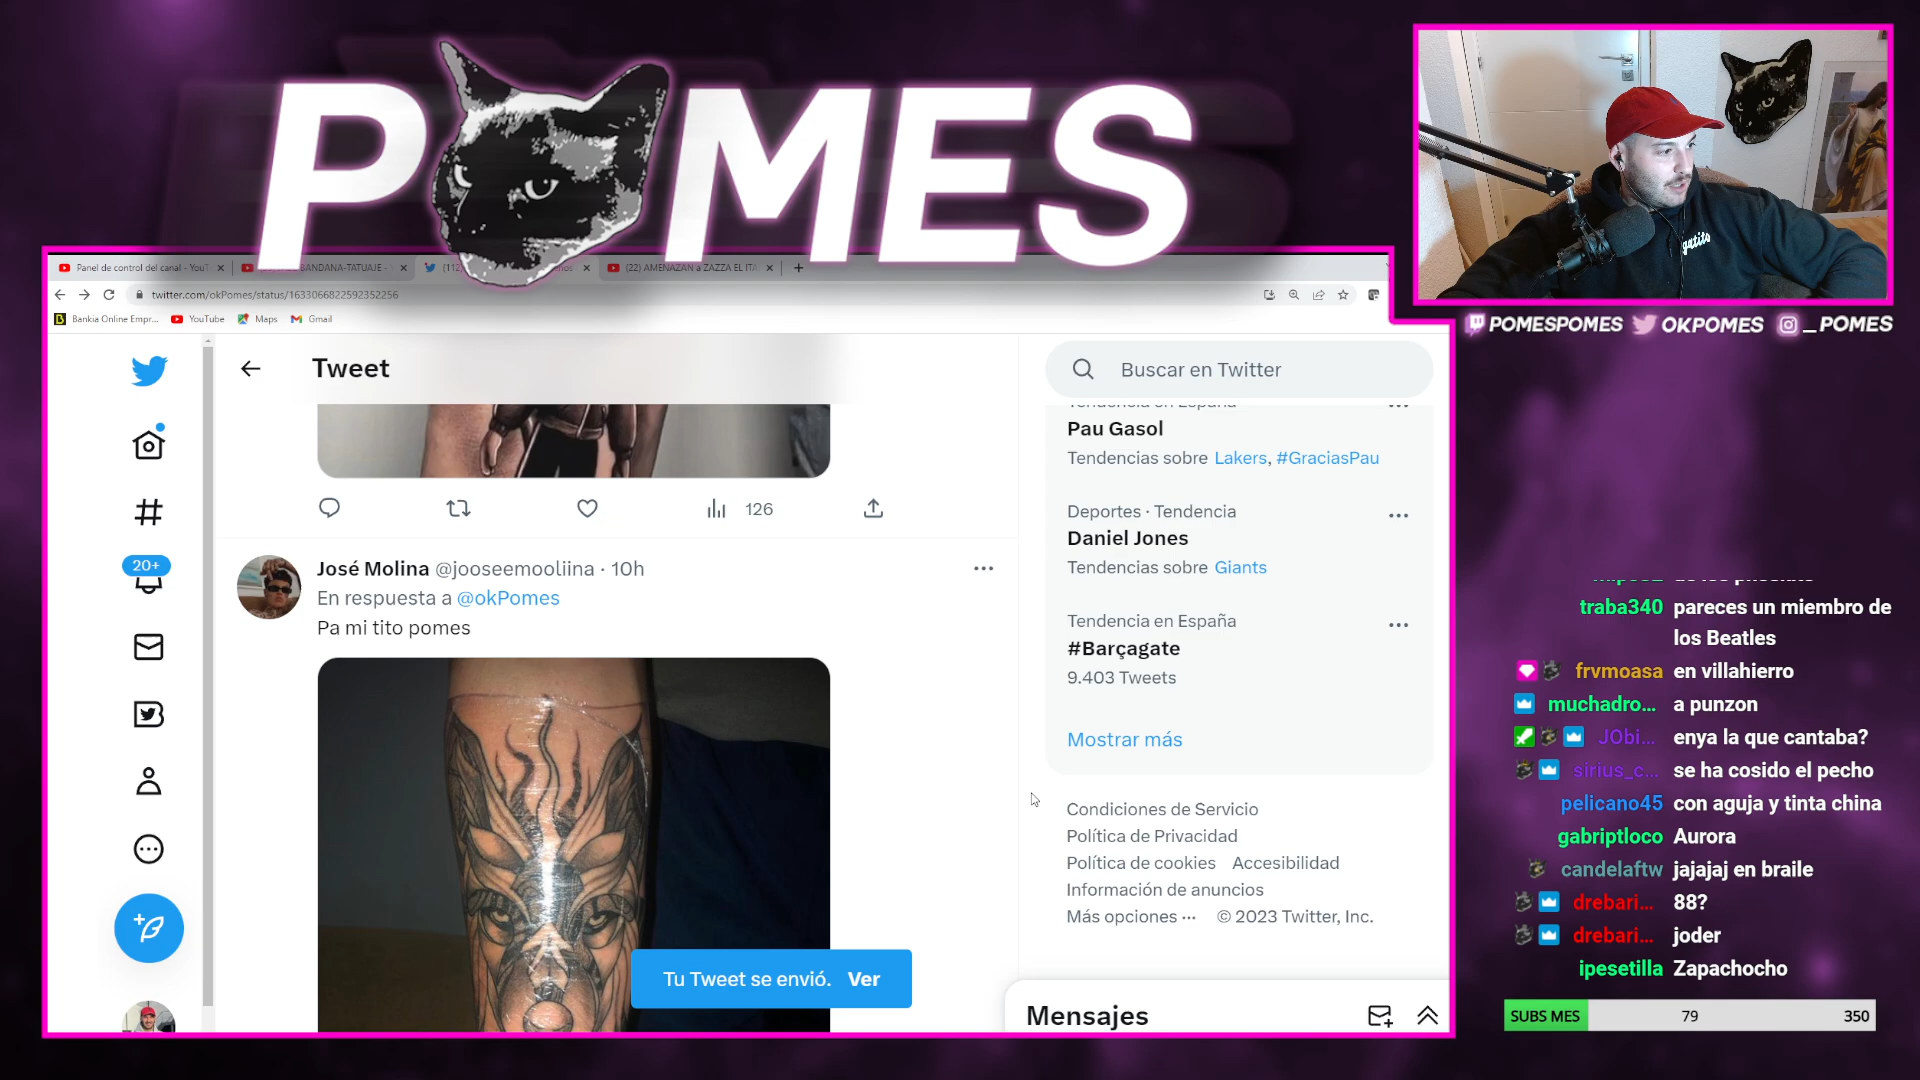 POMES
Panel de control del canal - YouT
BANDANA-TATUAJE -
(22) AMENAZAN a ZAZZA EL ITA
twitter.com/okPomes/status/1633066822592352256
Bankia Online Empr...
YouTube
Maps
Gmail
POMESPOMES
OKPOMES
_POMES
Tweet
Buscar en Twitter
Tendencia en España
Pau Gasol
Tendencias sobre Lakers, #GraciasPau
126
Deportes · Tendencia
Daniel Jones
Tendencias sobre Giants
20+
José Molina @jooseemooliina · 10h
En respuesta a @okPomes
Pa mi tito pomes
Tendencia en España
#Barçagate
9.403 Tweets
Mostrar más
Condiciones de Servicio
Política de Privacidad
Política de cookies Accesibilidad
Información de anuncios
Más opciones ··· © 2023 Twitter, Inc.
Tu Tweet se envió. Ver
Mensajes
traba340 pareces un miembro de
los Beatles
frvmoasa en villahierro
muchadro... a punzon
JObi... enya la que cantaba?
sirius_c... se ha cosido el pecho
pelicano45 con aguja y tinta china
gabriptloco Aurora
candelaftw jajajaj en braile
drebari... 88?
drebari... joder
ipesetilla Zapachocho
SUBS MES 79 350